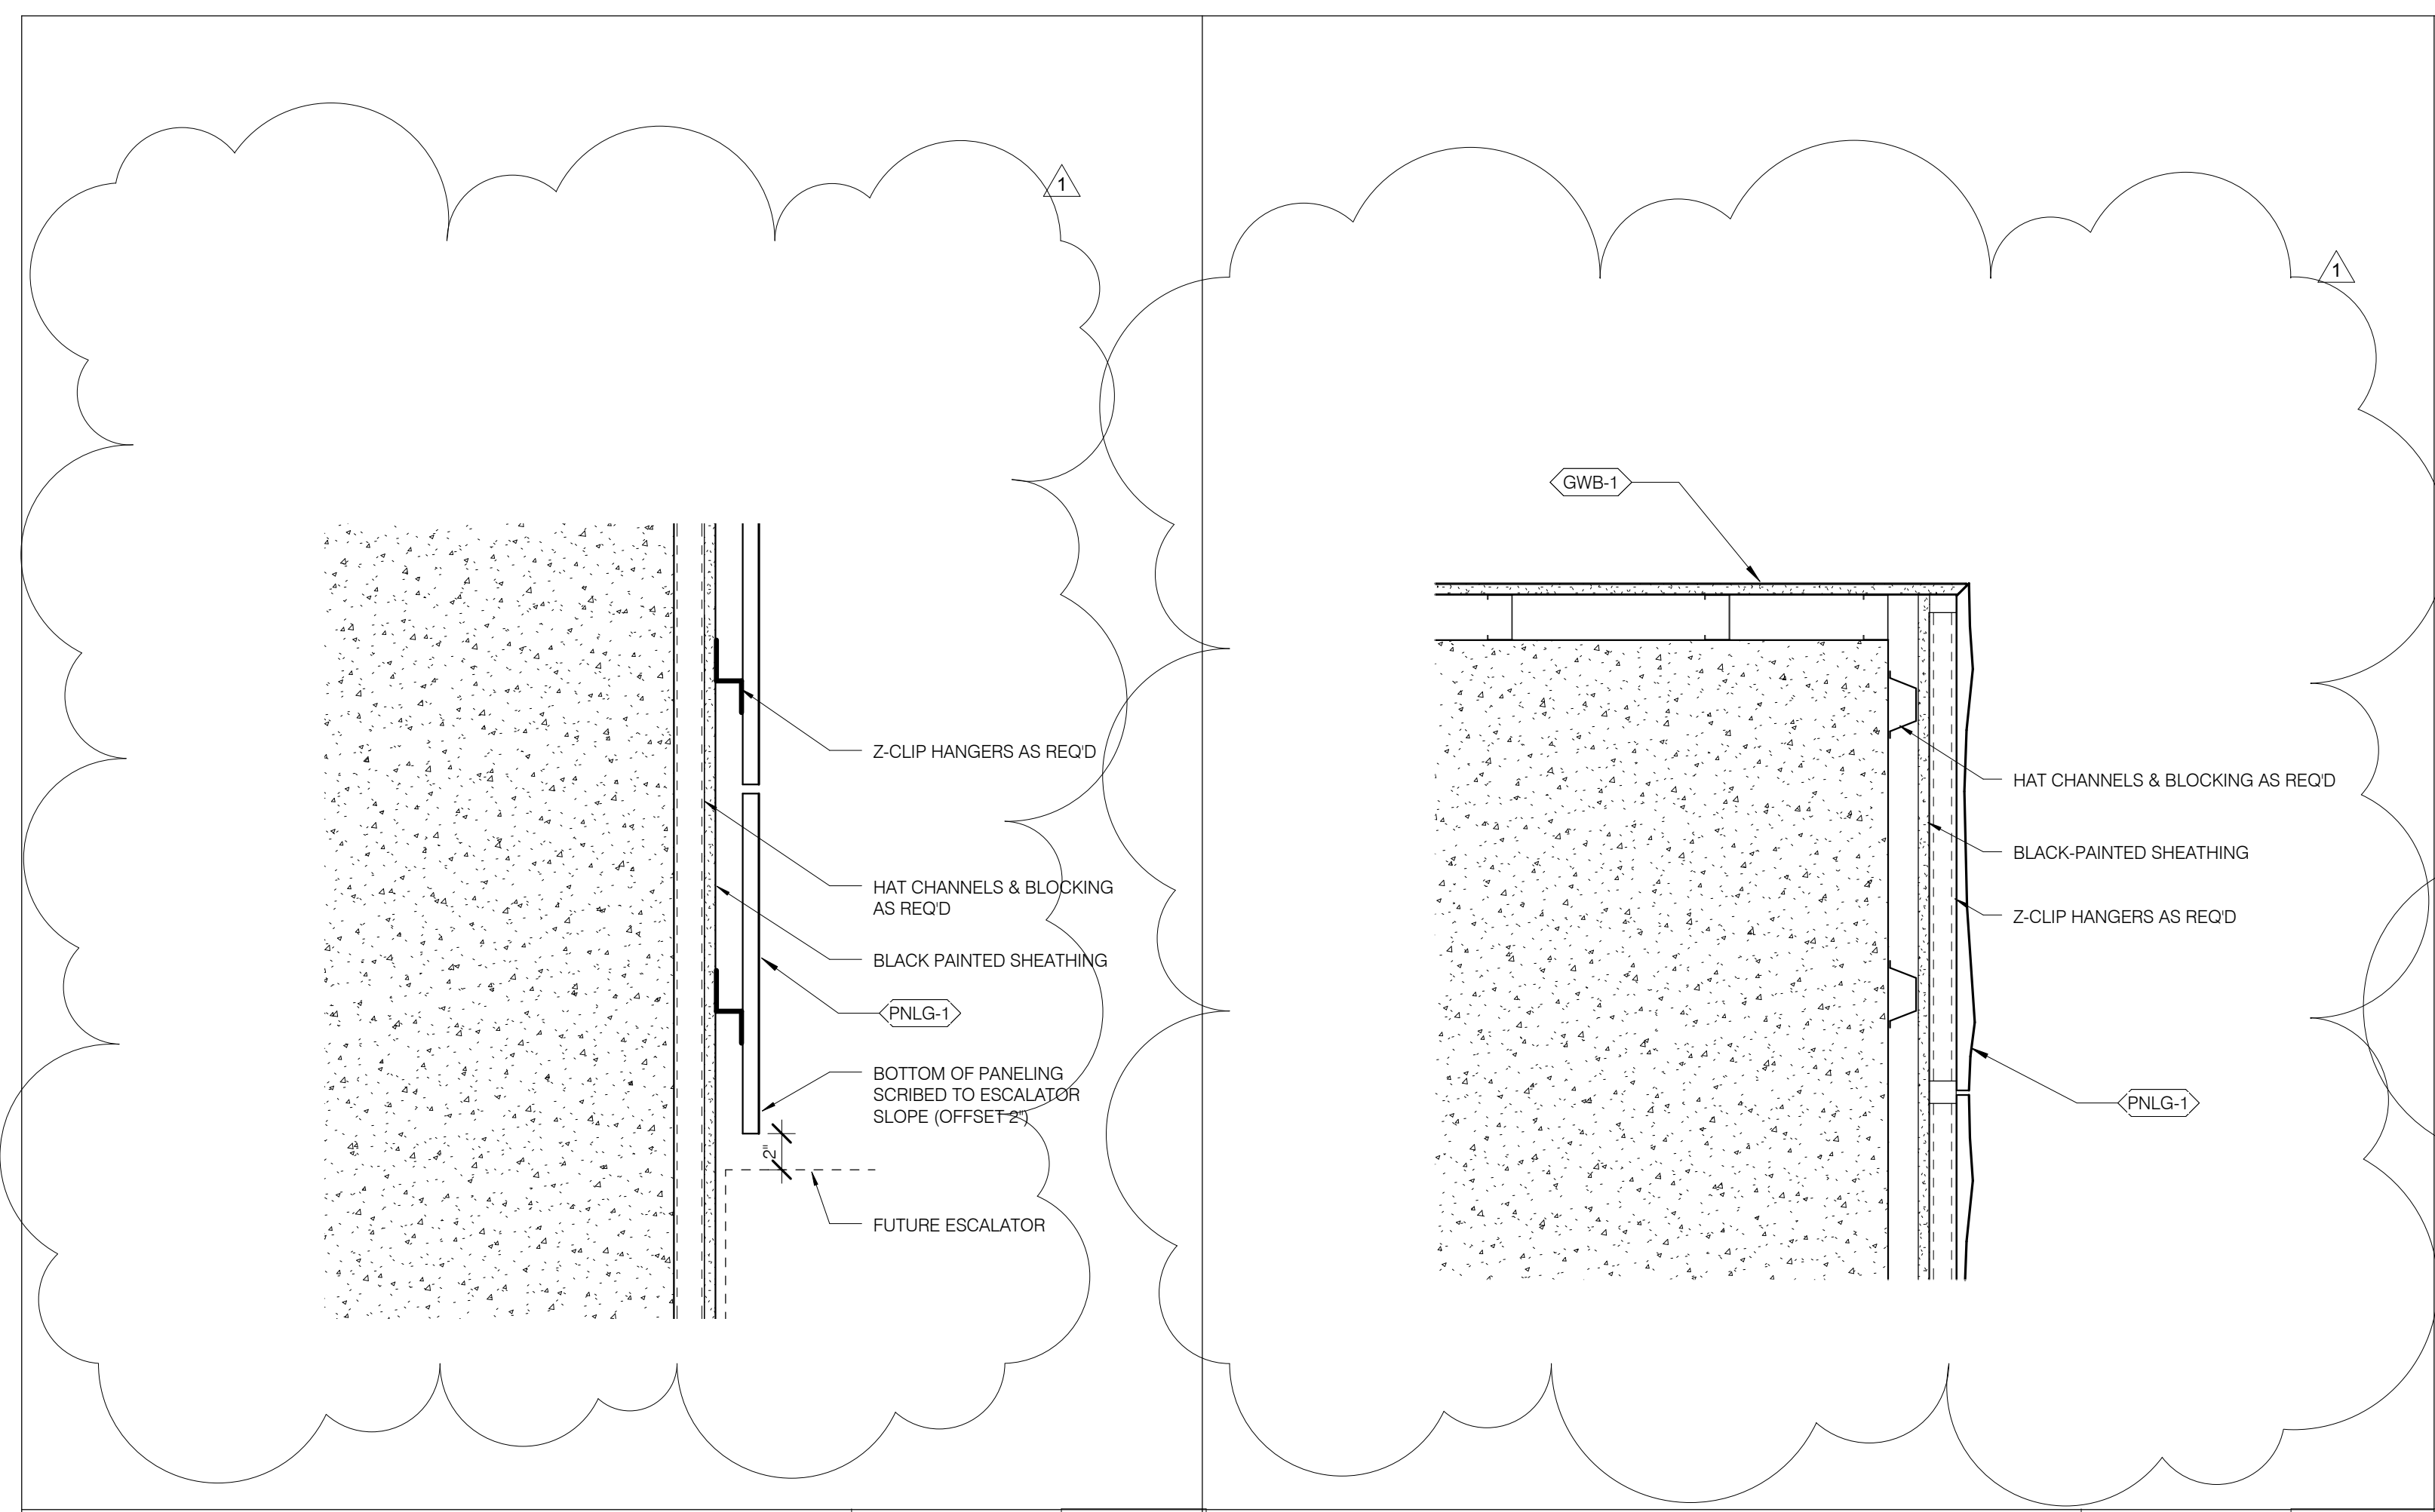 1
Z-CLIP HANGERS AS REQ'D
HAT CHANNELS & BLOCKING
AS REQ'D
BLACK PAINTED SHEATHING
PNLG-1
BOTTOM OF PANELING
SCRIBED TO ESCALATOR
SLOPE (OFFSET 2")
2"
FUTURE ESCALATOR
1
GWB-1
HAT CHANNELS & BLOCKING AS REQ'D
BLACK-PAINTED SHEATHING
Z-CLIP HANGERS AS REQ'D
PNLG-1